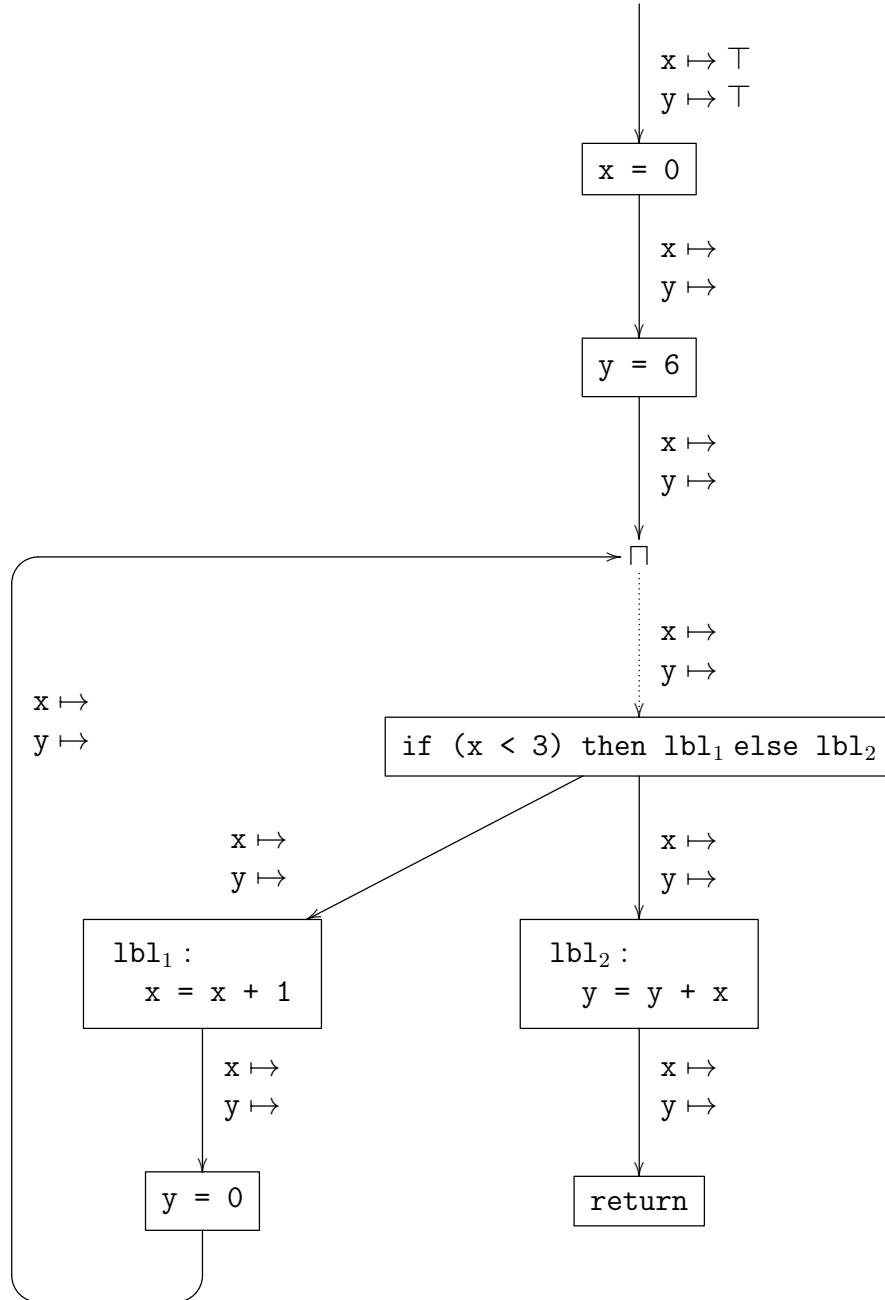 x ↦ ⊤
y ↦ ⊤
x = 0
x ↦
y ↦
y = 6
x ↦
y ↦
⊓
x ↦
y ↦
x ↦
y ↦
if (x < 3) then lbl₁ else lbl₂
x ↦
y ↦
x ↦
y ↦
lbl₁ :
x = x + 1
lbl₂ :
y = y + x
x ↦
y ↦
x ↦
y ↦
y = 0
return